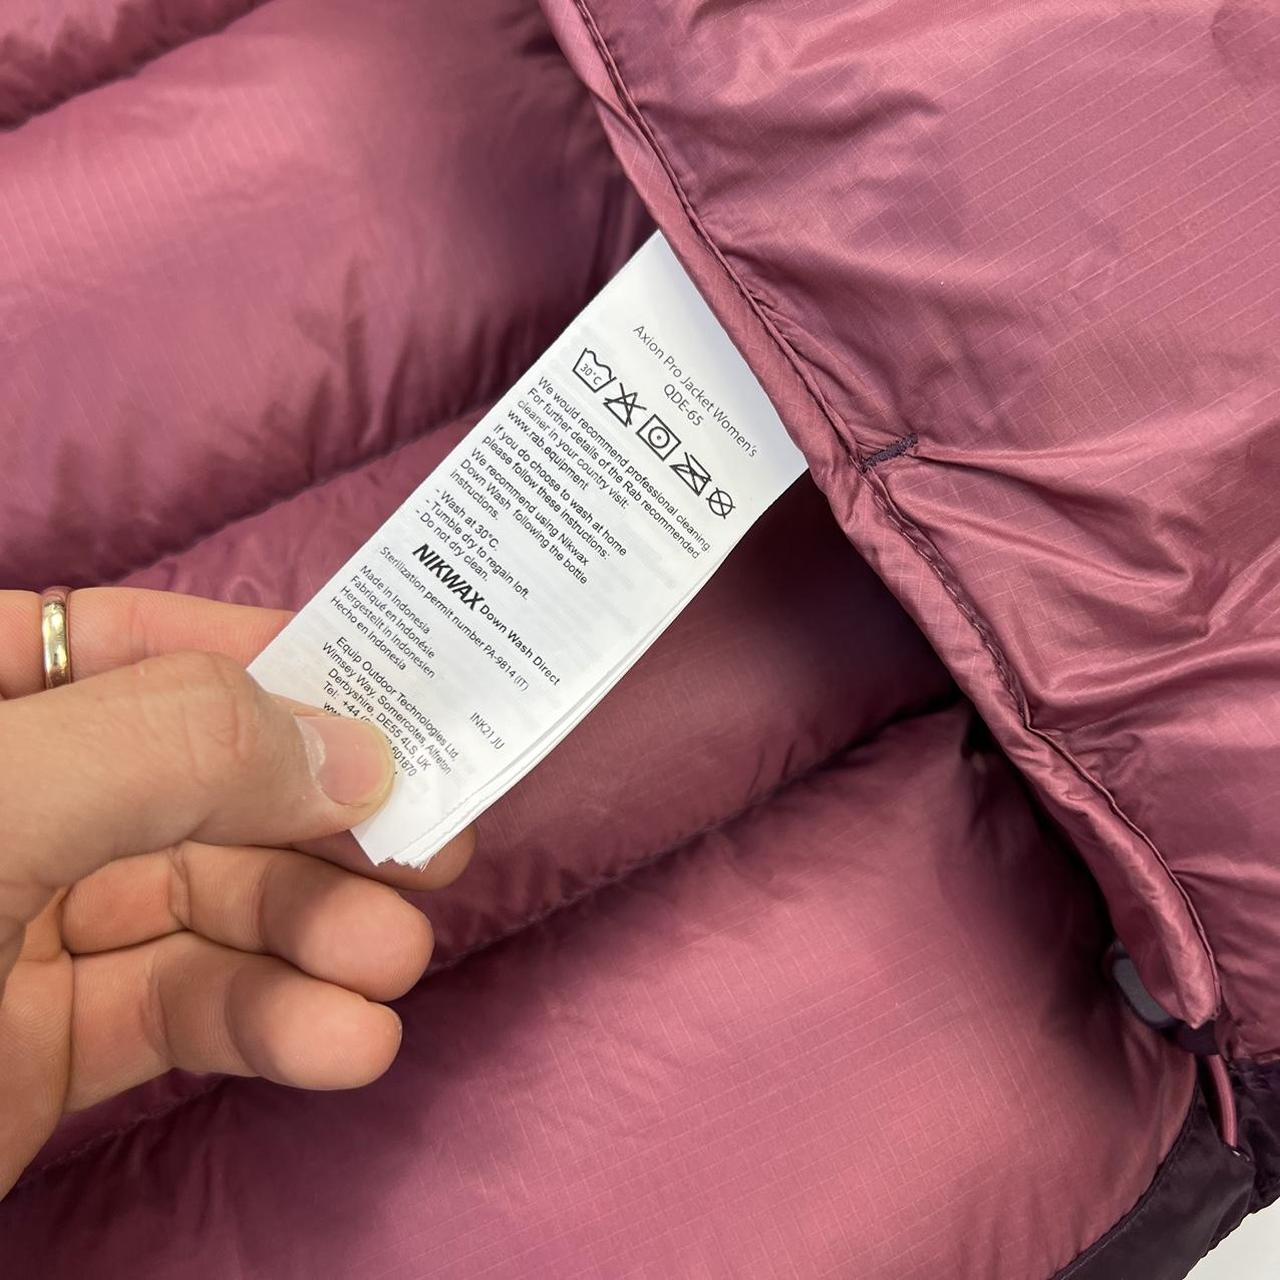 Axion Pro Jacket Women's
QDE-65
30°C
We would recommend professional cleaning.
For further details of the Rab recommended
cleaner in your country visit:
www.rab.equipment
If you do choose to wash at home
please follow these instructions:
We recommend using Nikwax
Down Wash following the bottle
instructions.
- Wash at 30°C.
- Tumble dry to regain loft.
- Do not dry clean.
NIKWAX Down Wash Direct
Sterilization permit number PA-9814 (IT)
Made in Indonesia
Fabriqué en Indonésie
Hergestellt in Indonesien
Hecho en Indonesia
INK21 JU
Equip Outdoor Technologies Ltd,
Wimsey Way, Somercotes, Alfreton
Derbyshire, DE55 4LS, UK
Tel: +44 601870